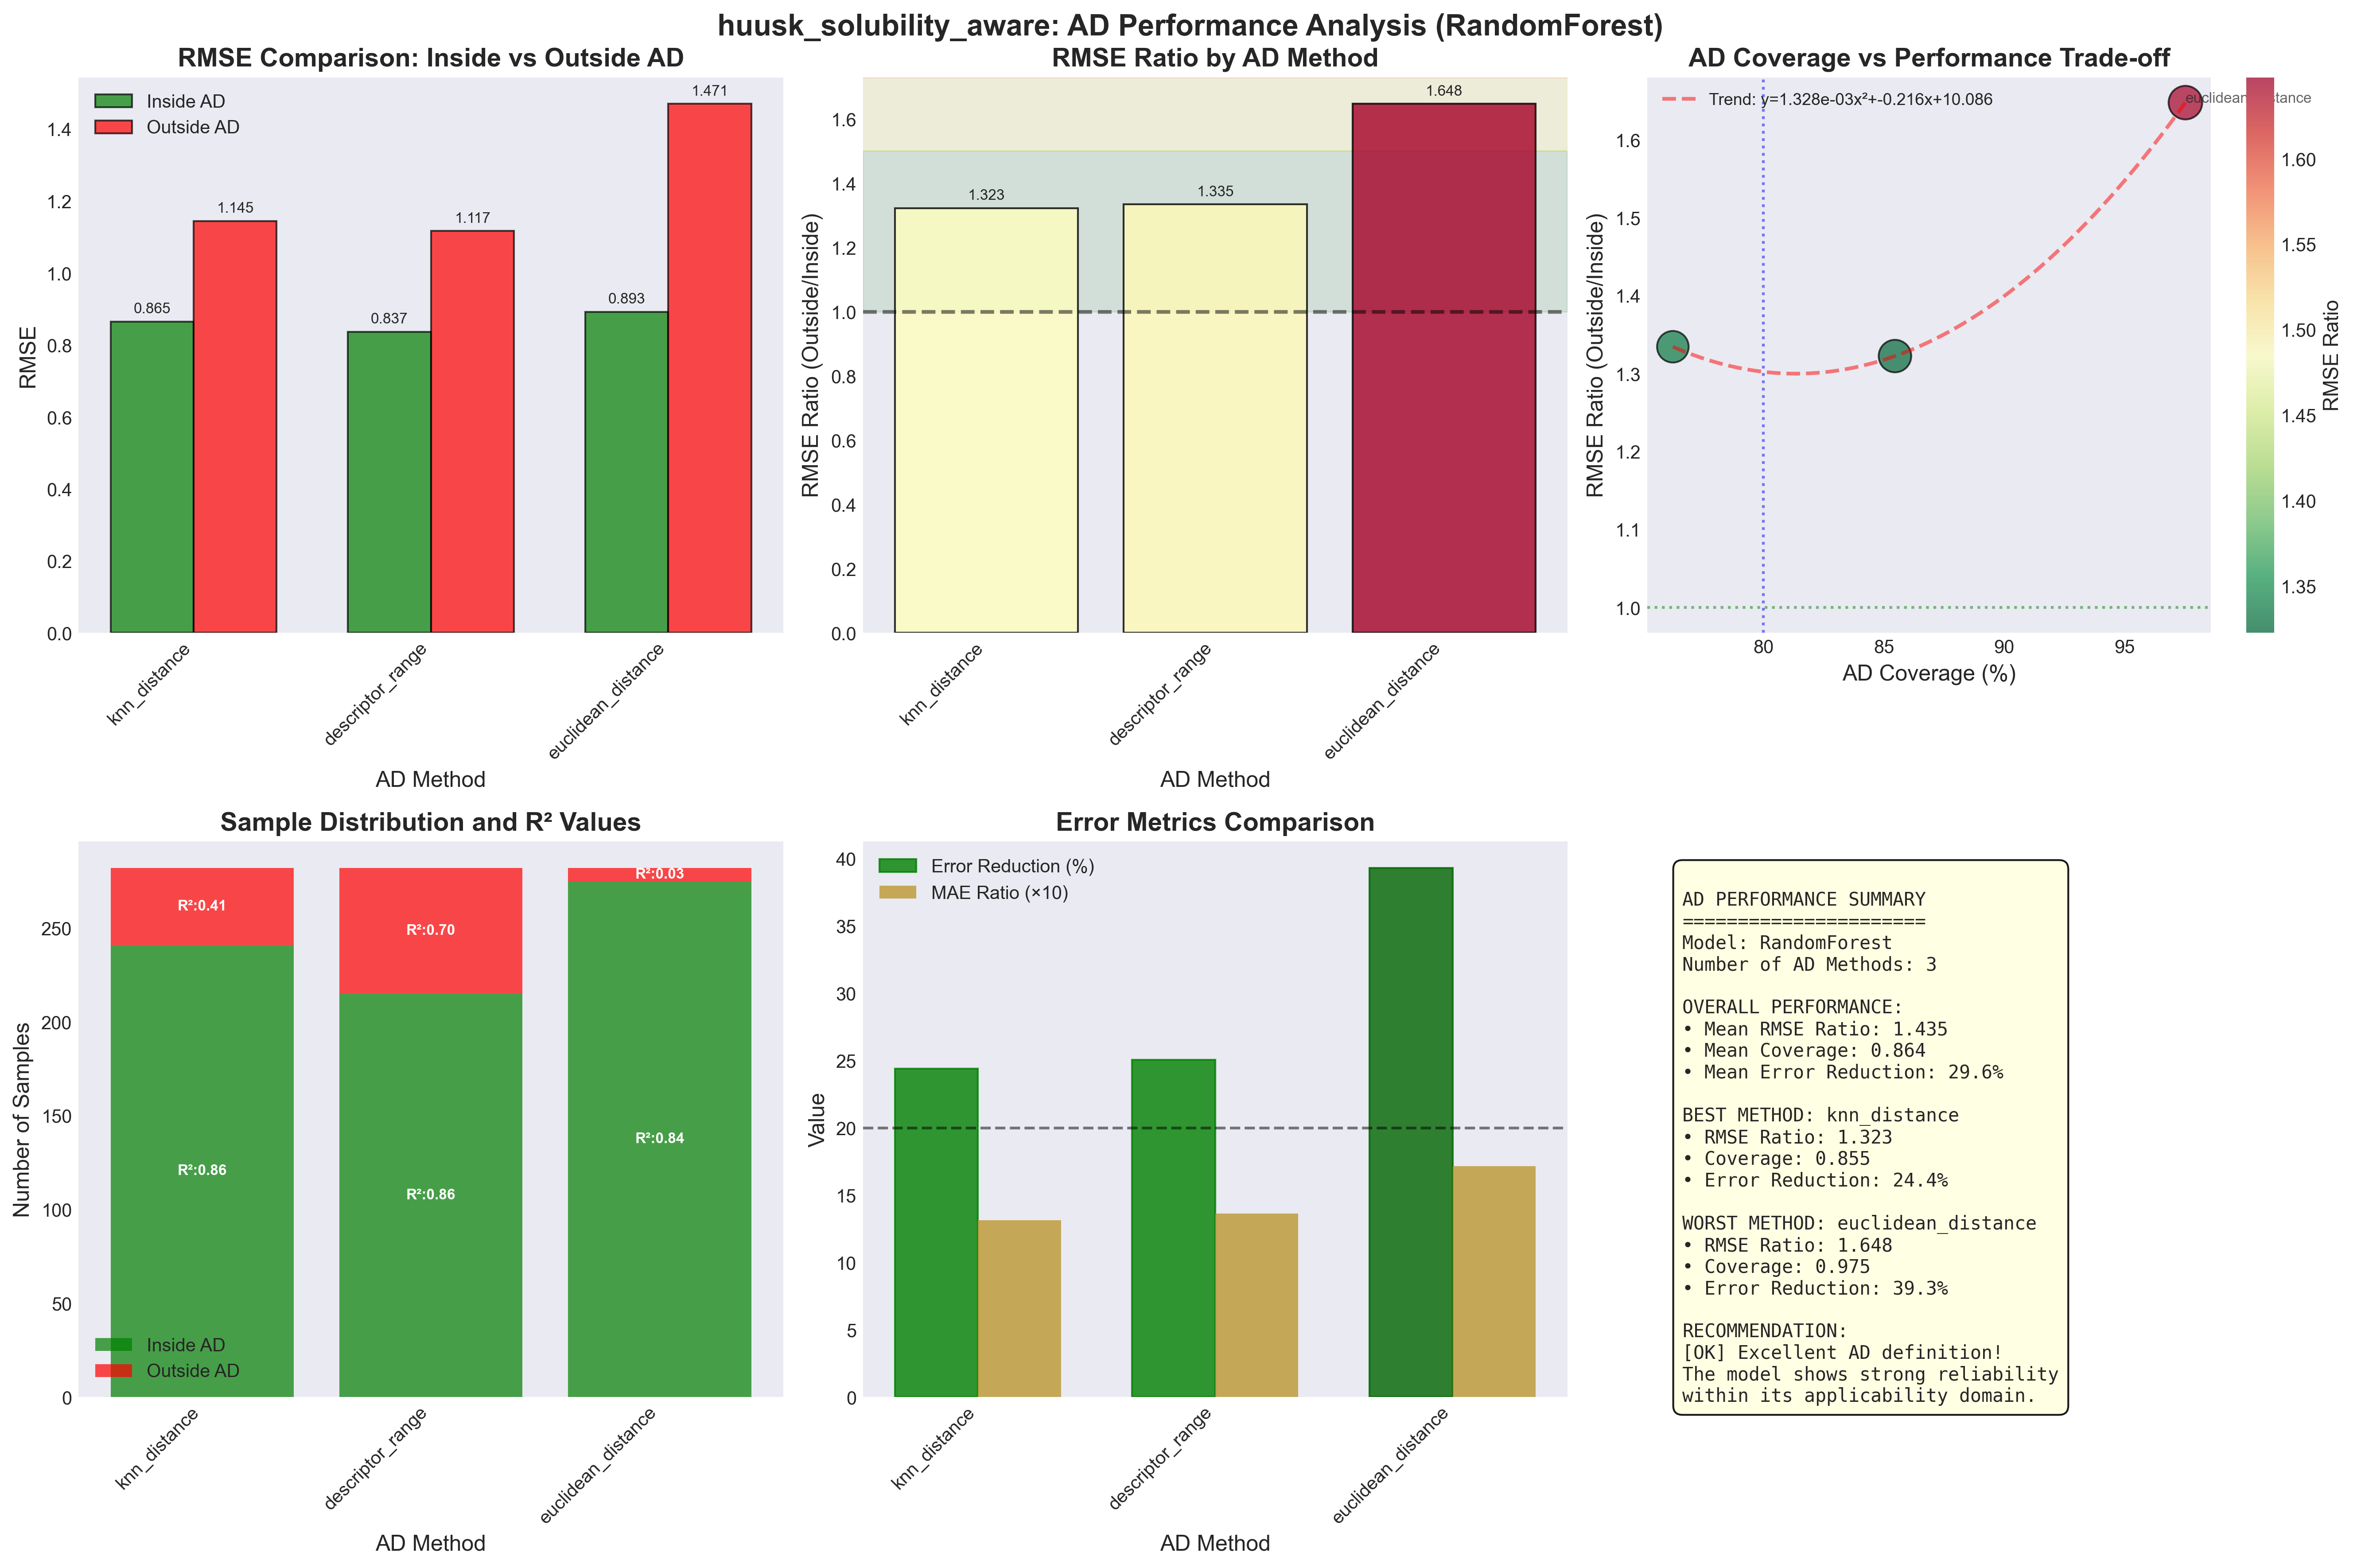 huusk_solubility_aware: AD Performance Analysis (RandomForest)
RMSE Comparison: Inside vs Outside AD
Inside AD
Outside AD
1.471
1.145
1.117
0.865
0.837
0.893
RMSE
1.4
1.2
1.0
0.8
0.6
0.4
0.2
0.0
knn_distance
descriptor_range
euclidean_distance
AD Method
RMSE Ratio by AD Method
1.648
1.323
1.335
RMSE Ratio (Outside/Inside)
1.6
1.4
1.2
1.0
0.8
0.6
0.4
0.2
0.0
knn_distance
descriptor_range
euclidean_distance
AD Method
AD Coverage vs Performance Trade-off
Trend: y=1.328e-03x²+-0.216x+10.086
euclidean_distance
RMSE Ratio (Outside/Inside)
1.6
1.5
1.4
1.3
1.2
1.1
1.0
80
85
90
95
AD Coverage (%)
1.60
1.55
1.50
1.45
1.40
1.35
RMSE Ratio
Sample Distribution and R² Values
R²:0.41
R²:0.70
R²:0.03
R²:0.86
R²:0.86
R²:0.84
Number of Samples
250
200
150
100
50
0
Inside AD
Outside AD
knn_distance
descriptor_range
euclidean_distance
AD Method
Error Metrics Comparison
Error Reduction (%)
MAE Ratio (×10)
Value
40
35
30
25
20
15
10
5
0
knn_distance
descriptor_range
euclidean_distance
AD Method
AD PERFORMANCE SUMMARY
======================
Model: RandomForest
Number of AD Methods: 3
OVERALL PERFORMANCE:
• Mean RMSE Ratio: 1.435
• Mean Coverage: 0.864
• Mean Error Reduction: 29.6%
BEST METHOD: knn_distance
• RMSE Ratio: 1.323
• Coverage: 0.855
• Error Reduction: 24.4%
WORST METHOD: euclidean_distance
• RMSE Ratio: 1.648
• Coverage: 0.975
• Error Reduction: 39.3%
RECOMMENDATION:
[OK] Excellent AD definition!
The model shows strong reliability
within its applicability domain.